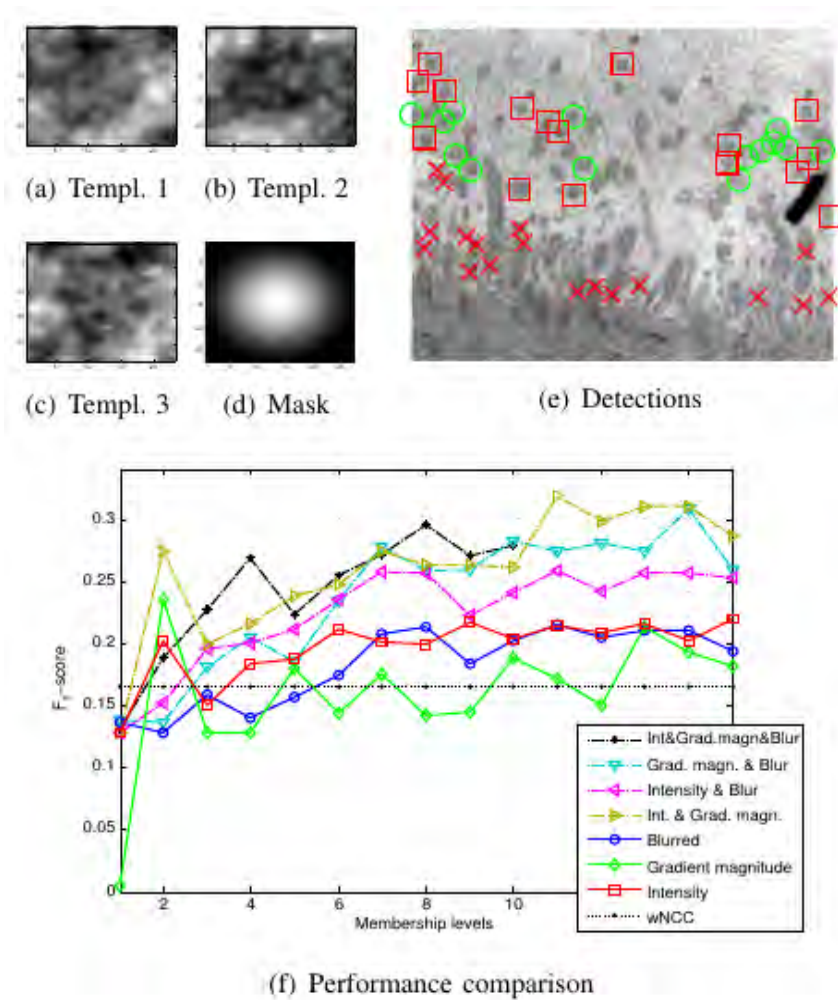 (a) Templ. 1
(b) Templ. 2
(c) Templ. 3
(d) Mask
(e) Detections
0.3
0.25
0.2
0.15
0.1
0.05
0
F₁-score
2
4
6
8
10
Membership levels
Int&Grad.magn&Blur
Grad. magn. & Blur
Intensity & Blur
Int. & Grad. magn.
Blurred
Gradient magnitude
Intensity
wNCC
(f) Performance comparison